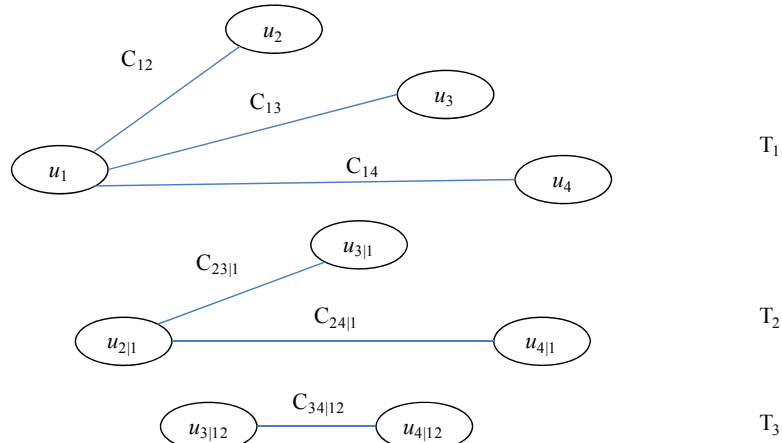 u₂
C₁₂
u₃
C₁₃
T₁
u₁
C₁₄
u₄
u₃|₁
C₂₃|₁
C₂₄|₁
T₂
u₂|₁
u₄|₁
C₃₄|₁₂
u₃|₁₂
u₄|₁₂
T₃